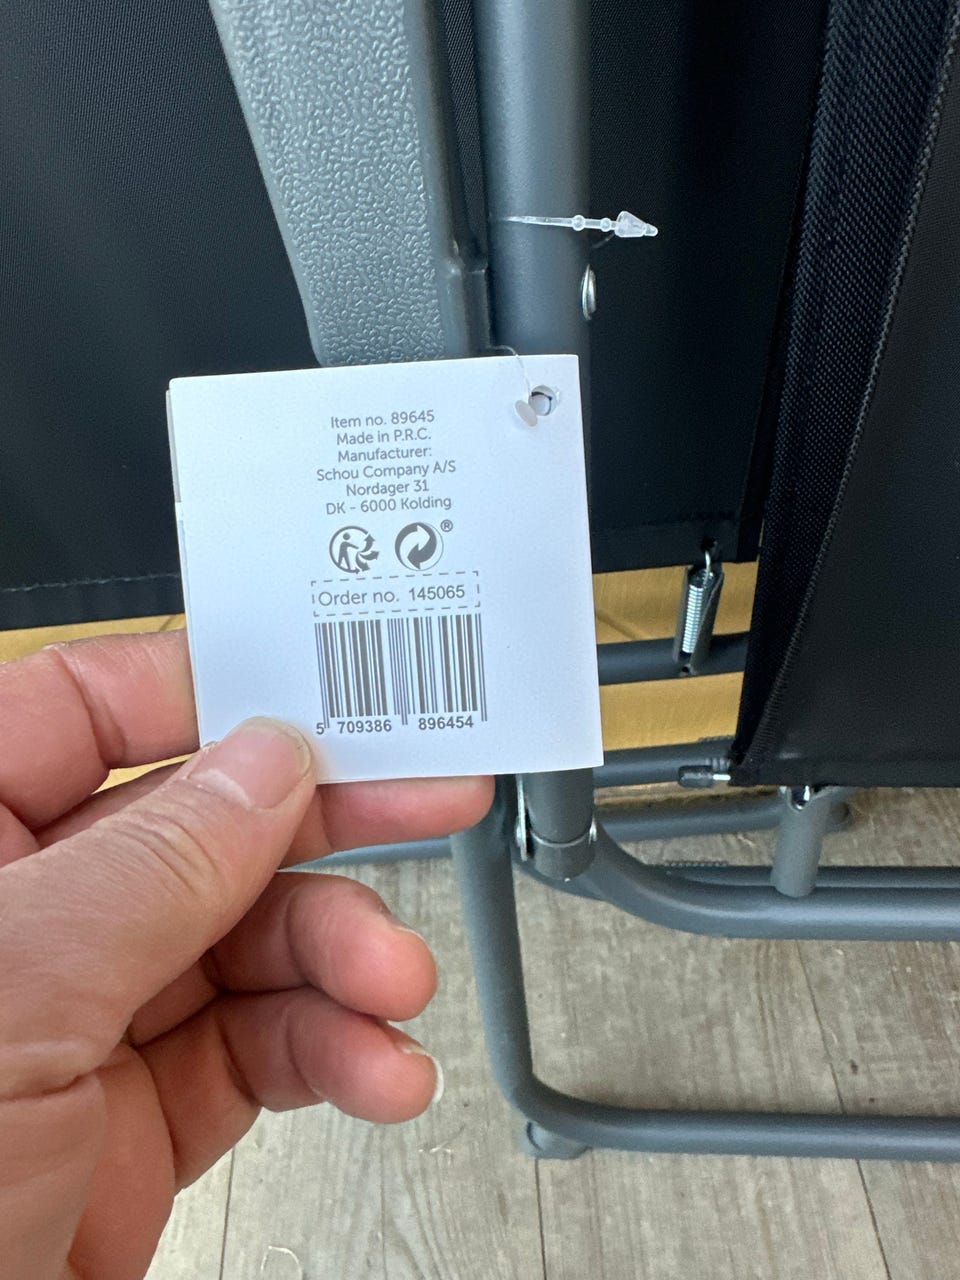 Item no. 89645
Made in P.R.C.
Manufacturer:
Schou Company A/S
Nordager 31
DK - 6000 Kolding
®
Order no. 145065
5 709386 896454